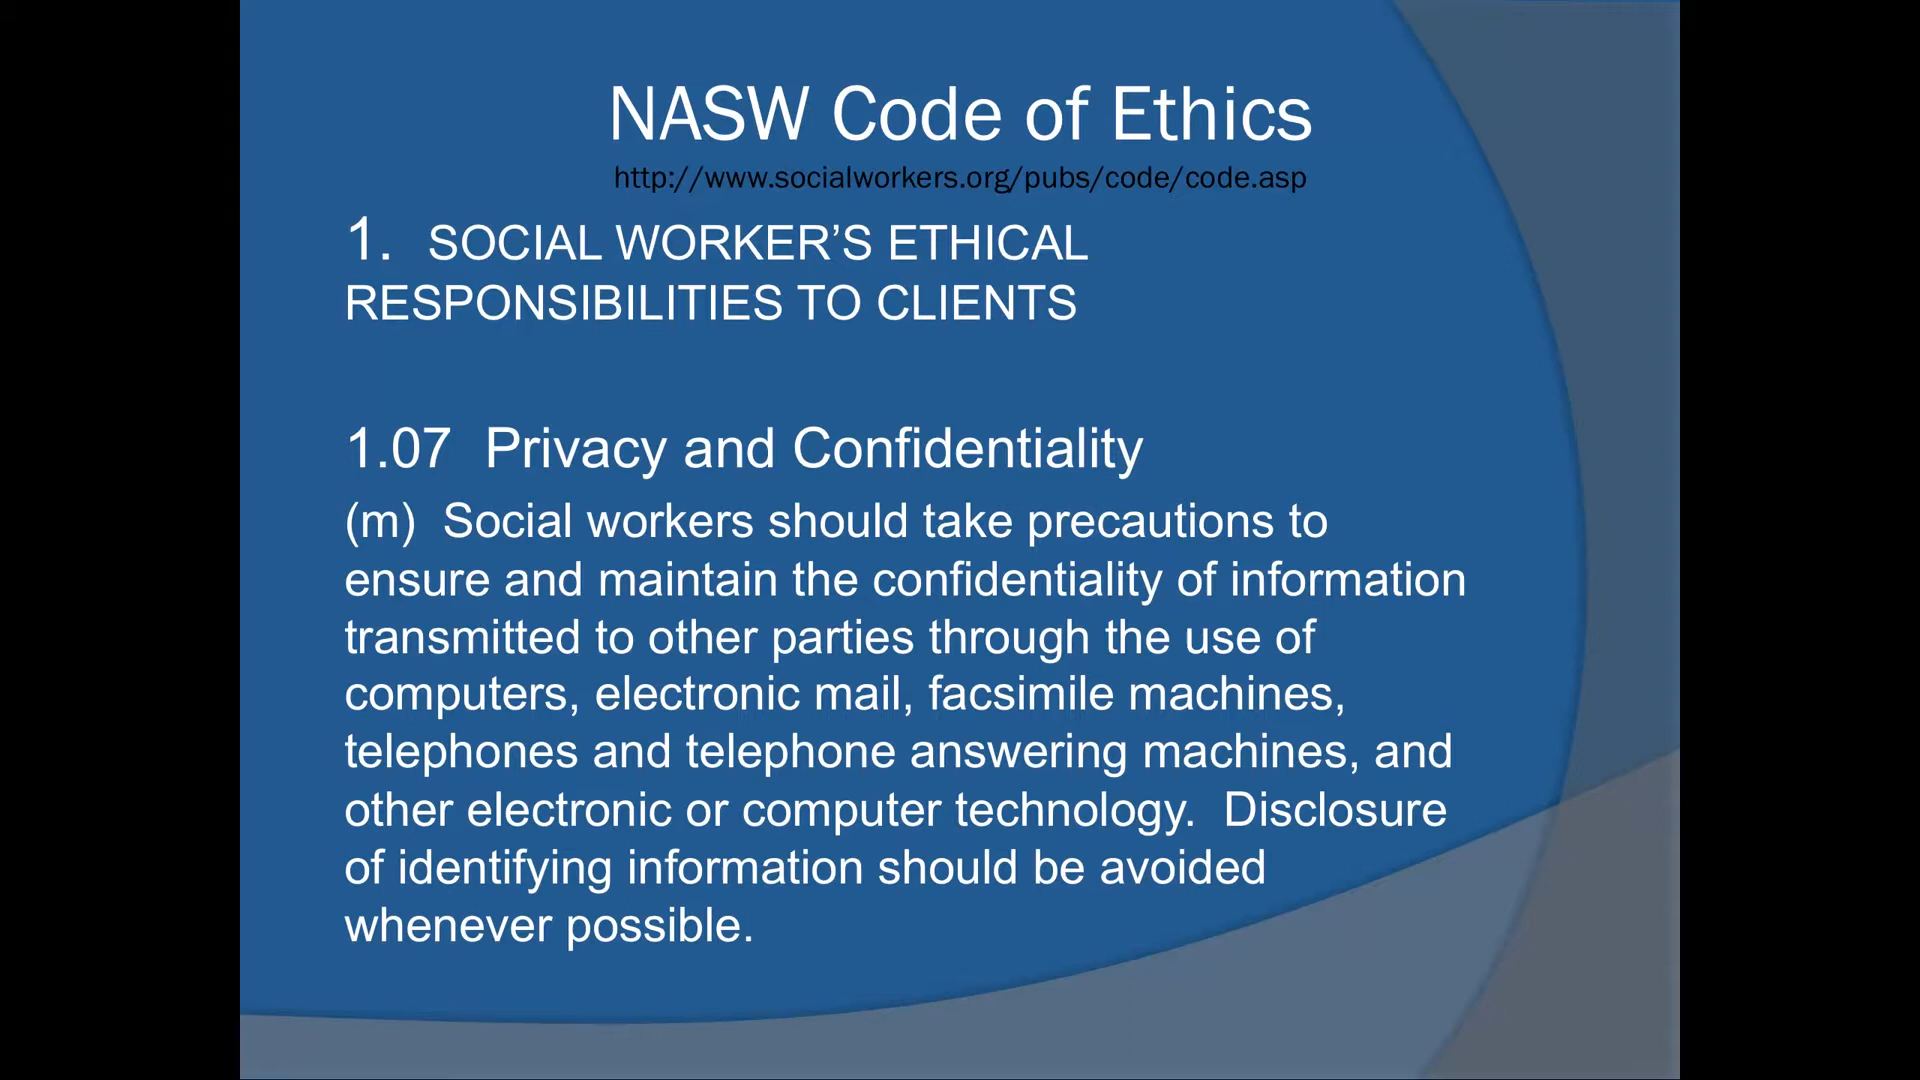 NASW Code of Ethics
http://www.socialworkers.org/pubs/code/code.asp
1. SOCIAL WORKER’S ETHICAL
RESPONSIBILITIES TO CLIENTS
1.07 Privacy and Confidentiality
(m) Social workers should take precautions to
ensure and maintain the confidentiality of information
transmitted to other parties through the use of
computers, electronic mail, facsimile machines,
telephones and telephone answering machines, and
other electronic or computer technology. Disclosure
of identifying information should be avoided
whenever possible.